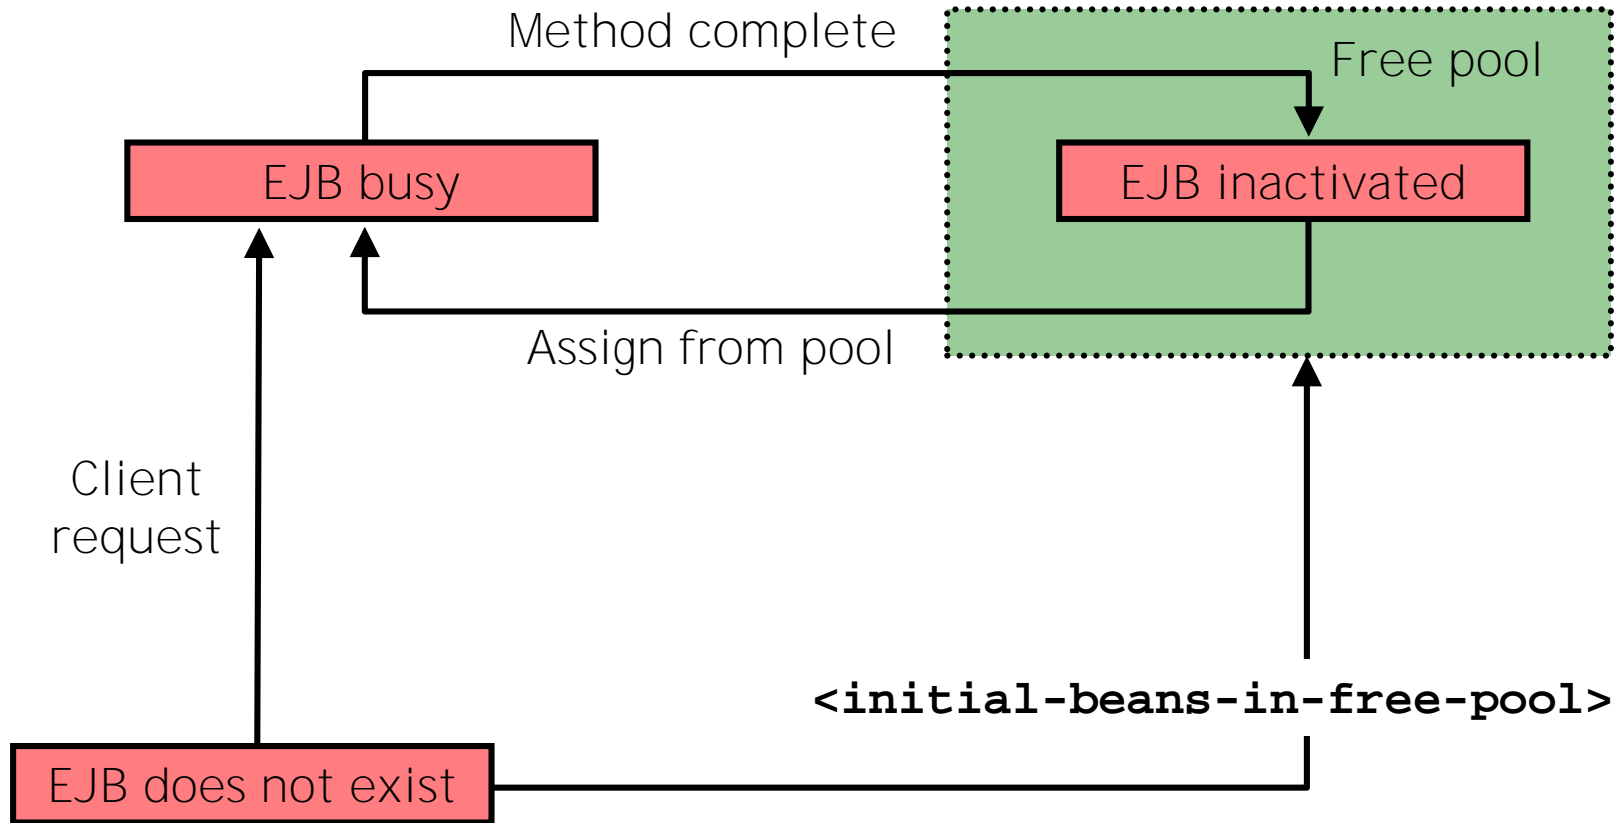 Method complete
Free pool
EJB busy
EJB inactivated
Assign from pool
Client
request
<initial-beans-in-free-pool>
EJB does not exist